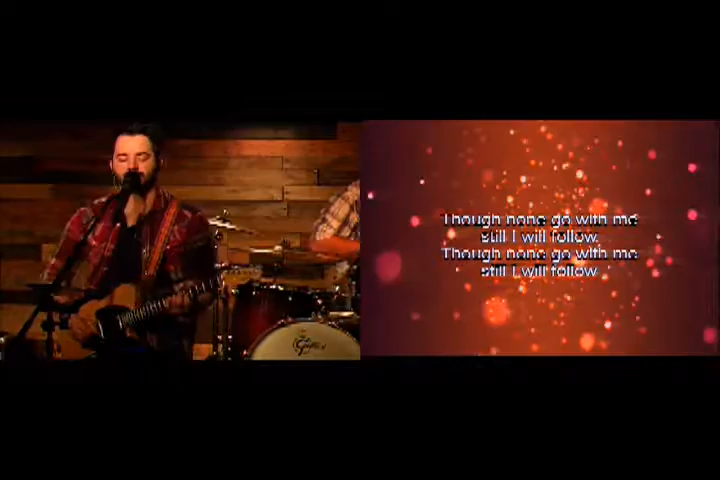 Though none go with me
still I will follow.
Though none go with me
still I will follow